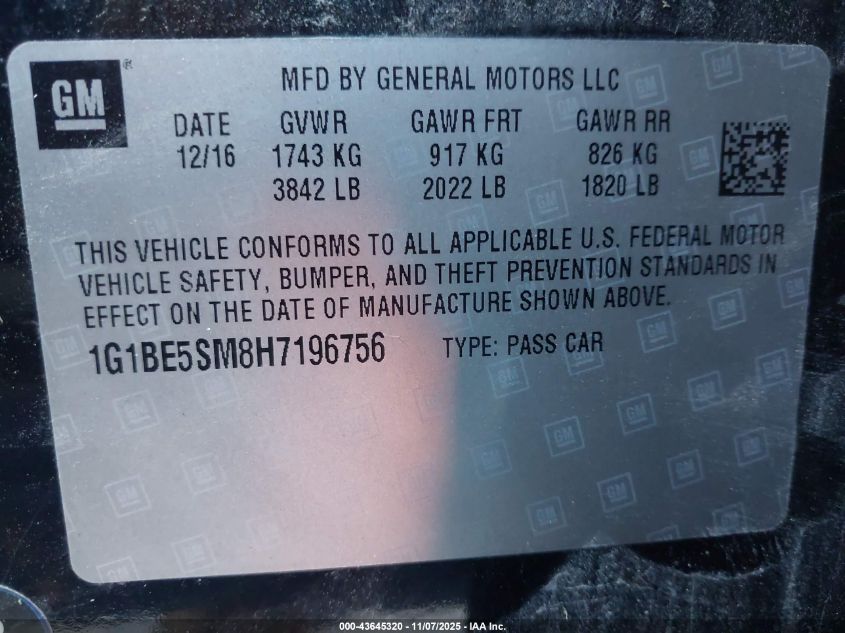 GM
MFD BY GENERAL MOTORS LLC
DATE GVWR GAWR FRT GAWR RR
12/16 1743 KG 917 KG 826 KG
3842 LB 2022 LB 1820 LB
THIS VEHICLE CONFORMS TO ALL APPLICABLE U.S. FEDERAL MOTOR
VEHICLE SAFETY, BUMPER, AND THEFT PREVENTION STANDARDS IN
EFFECT ON THE DATE OF MANUFACTURE SHOWN ABOVE.
1G1BE5SM8H7196756 TYPE: PASS CAR
000-43645320 - 11/07/2025 - IAA Inc.